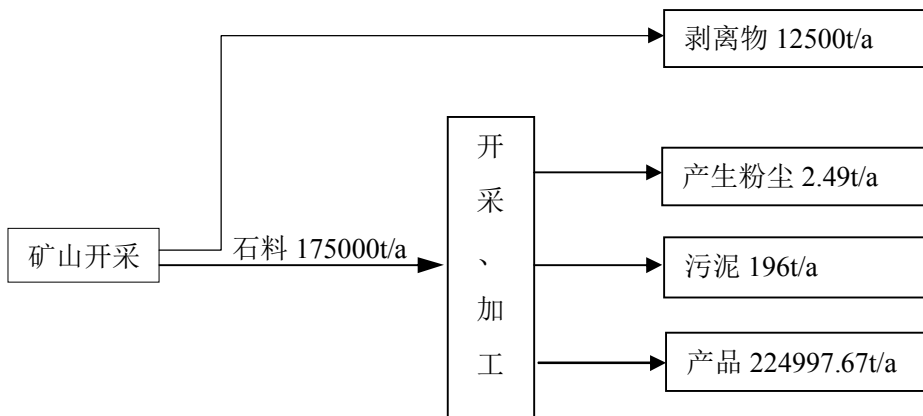 剥离物 12500t/a
开采、加工
产生粉尘 2.49t/a
矿山开采
石料 175000t/a
污泥 196t/a
产品 224997.67t/a